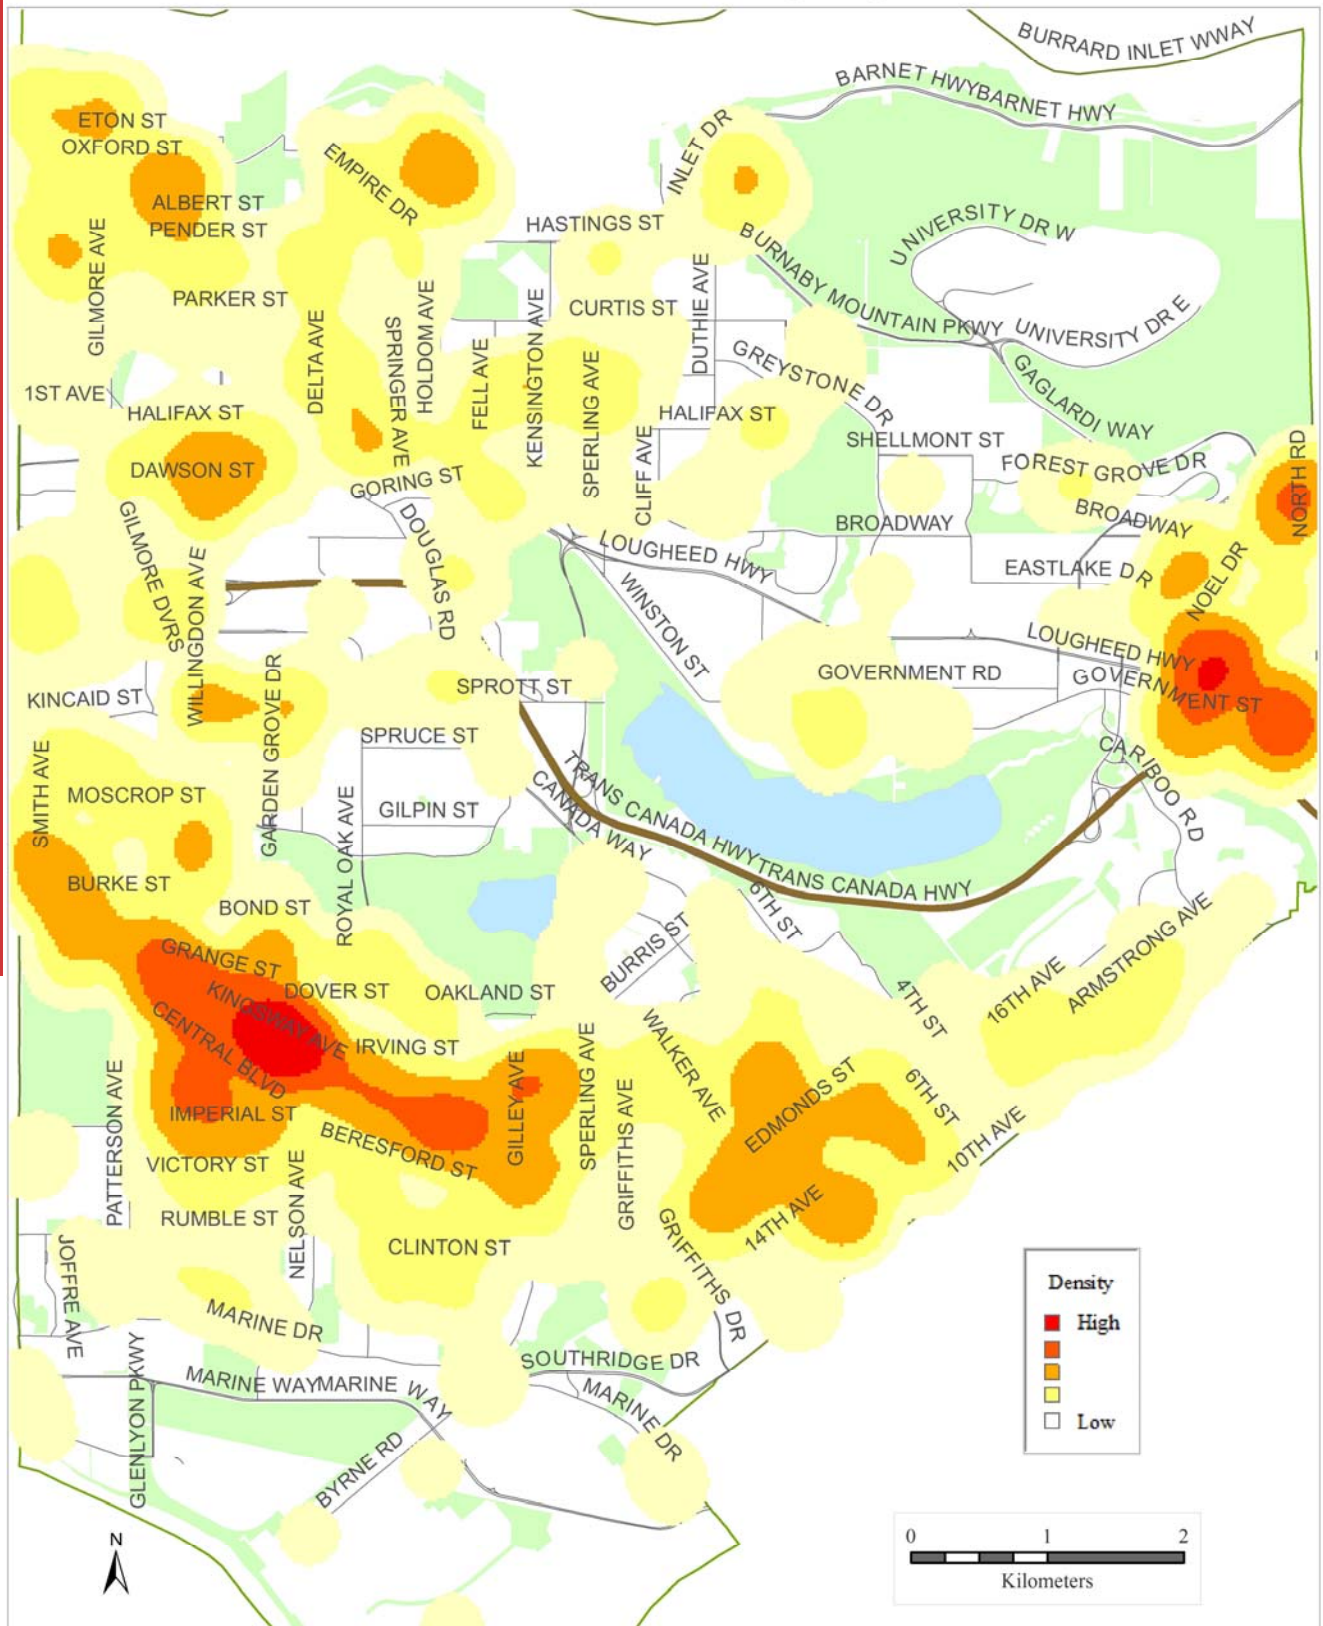 BURRARD INLET WWAY
BARNET HWYBARNET HWY
ETON ST
OXFORD ST
INLET DR
EMPIRE DR
ALBERT ST
PENDER ST
HASTINGS ST
UNIVERSITY DR W
GILMORE AVE
BURNABY MOUNTAIN PKWY
PARKER ST
DUTHIE AVE
HOLDOM AVE
CURTIS ST
KENSINGTON AVE
UNIVERSITY DR E
DELTA AVE
SPRINGER AVE
FELL AVE
SPERLING AVE
GREYSTONE DR
GAGLARDI WAY
1ST AVE
HALIFAX ST
HALIFAX ST
CLIFF AVE
SHELLMONT ST
NORTH RD
DAWSON ST
GORING ST
FOREST GROVE DR
GILMORE DVRS
DOUGLAS RD
BROADWAY
BROADWAY
WILLINGDON AVE
LOUGHEED HWY
EASTLAKE DR
NOEL DR
WINSTON ST
LOUGHEED HWY
KINCAID ST
GARDEN GROVE DR
SPROTT ST
GOVERNMENT RD
GOVERNMENT ST
SPRUCE ST
SMITH AVE
MOSCROP ST
GILPIN ST
ROYAL OAK AVE
TRANS CANADA HWYTRANS CANADA HWY
CANADA WAY
CARIBOO RD
BURKE ST
BOND ST
6TH ST
BURRIS ST
ARMSTRONG AVE
GRANGE ST
DOVER ST
OAKLAND ST
4TH ST
16TH AVE
KINGSWAY AVE
CENTRAL BLVD
IRVING ST
WALKER AVE
PATTERSON AVE
IMPERIAL ST
BERESFORD ST
GILLEY AVE
SPERLING AVE
GRIFFITHS AVE
EDMONDS ST
6TH ST
10TH AVE
VICTORY ST
NELSON AVE
RUMBLE ST
14TH AVE
CLINTON ST
GRIFFITHS DR
JOFFRE AVE
MARINE DR
Density
High
Low
SOUTHRIDGE DR
GLENLYON PKWY
MARINE WAYMARINE WAY
MARINE DR
BYRNE RD
N
0 1 2
Kilometers